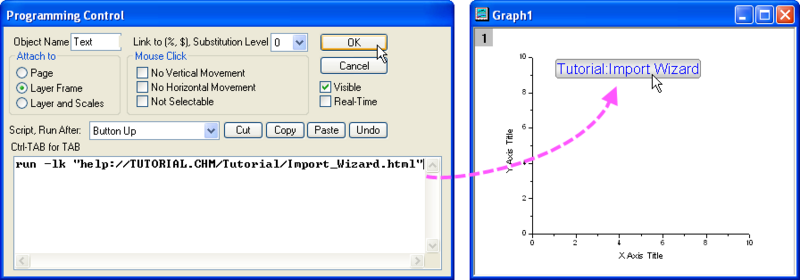 Programming Control
Object Name Text Link to (%, $), Substitution Level 0 OK
Cancel
Attach to
Page
Layer Frame
Layer and Scales
Mouse Click
No Vertical Movement
No Horizontal Movement
Not Selectable
Visible
Real-Time
Script, Run After: Button Up Cut Copy Paste Undo
Ctrl-TAB for TAB
run -lk "help://TUTORIAL.CHM/Tutorial/Import_Wizard.html"
Graph1
1
Tutorial:Import Wizard
10
8
6
4
2
0
Y Axis Title
0 2 4 6 8 10
X Axis Title